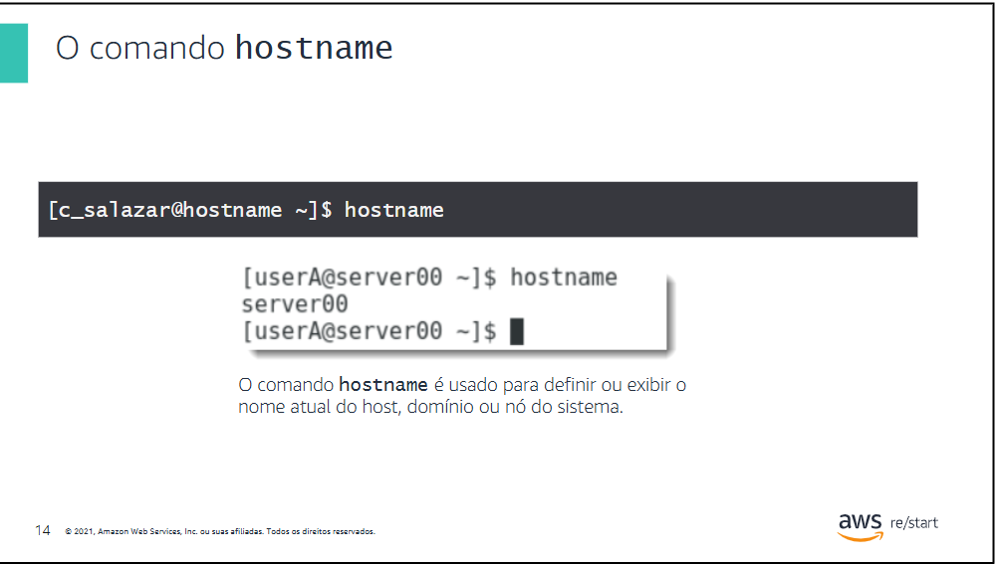 O comando hostname
[c_salazar@hostname ~]$ hostname
[userA@server00 ~]$ hostname
server00
[userA@server00 ~]$
O comando hostname é usado para definir ou exibir o
nome atual do host, domínio ou nó do sistema.
14 © 2021, Amazon Web Services, Inc. ou suas afiliadas. Todos os direitos reservados.
aws re/start